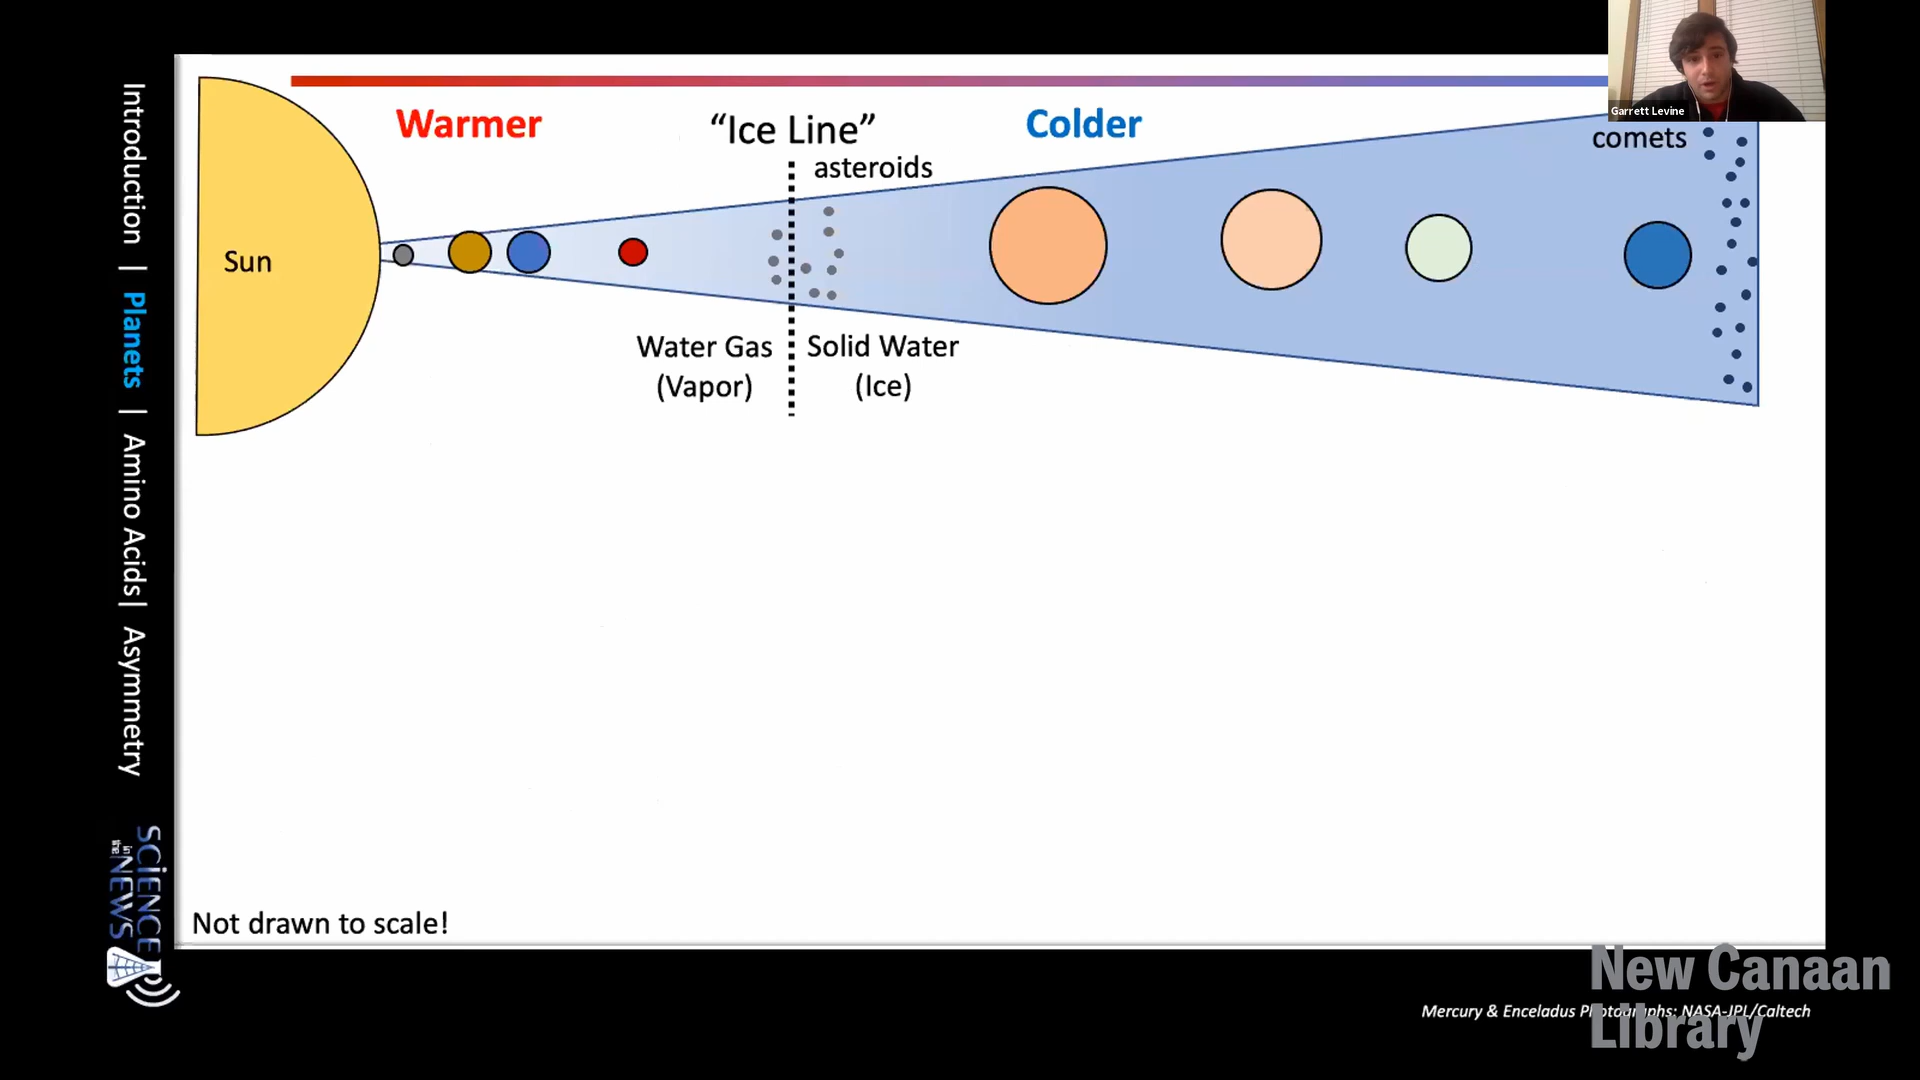 Garrett Levine
Warmer
“Ice Line”
Colder
asteroids
comets
Sun
Water Gas
(Vapor)
Solid Water
(Ice)
Not drawn to scale!
Introduction | Planets | Amino Acids| Asymmetry
SCiENCE
in the
NEWS
Mercury & Enceladus Photographs: NASA-JPL/Caltech
New Canaan
Library